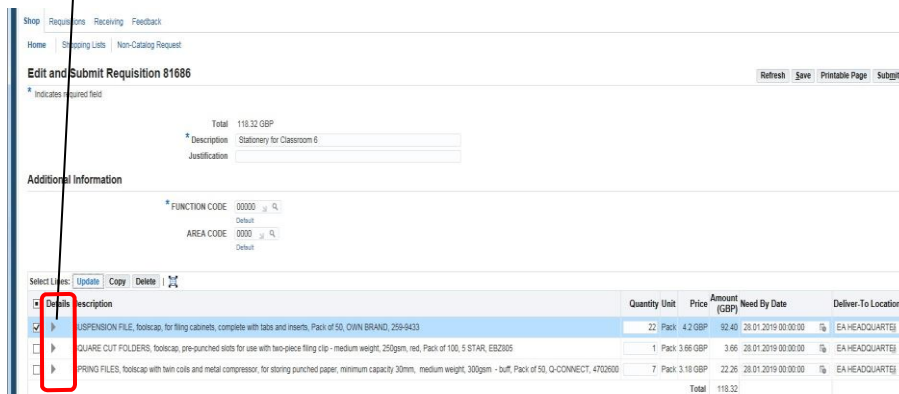 Shop Requisitions Receiving Feedback
Home Shopping Lists Non-Catalog Request
Edit and Submit Requisition 81686
Refresh Save Printable Page Submit
* Indicates required field
Total 118.32 GBP
* Description Stationery for Classroom 6
Justification
Additional Information
* FUNCTION CODE 00000
Default
AREA CODE 0000
Default
Select Lines: Update Copy Delete
Details Description Quantity Unit Price Amount (GBP) Need By Date Deliver-To Location
USPENSION FILE, foolscap, for filing cabinets, complete with tabs and inserts, Pack of 50, OWN BRAND, 259-9433 22 Pack 4.2 GBP 92.40 28.01.2019 00:00:00 EA HEADQUARTE
QUARE CUT FOLDERS, foolscap, pre-punched slots for use with two-piece filing clip - medium weight, 250gsm, red, Pack of 100, 5 STAR, EBZ805 1 Pack 3.66 GBP 3.66 28.01.2019 00:00:00 EA HEADQUARTE
PRING FILES, foolscap with twin coils and metal compressor, for storing punched paper, minimum capacity 30mm, medium weight, 300gsm. - buff, Pack of 50, Q-CONNECT, 4702600 7 Pack 3.18 GBP 22.26 28.01.2019 00:00:00 EA HEADQUARTE
Total 118.32